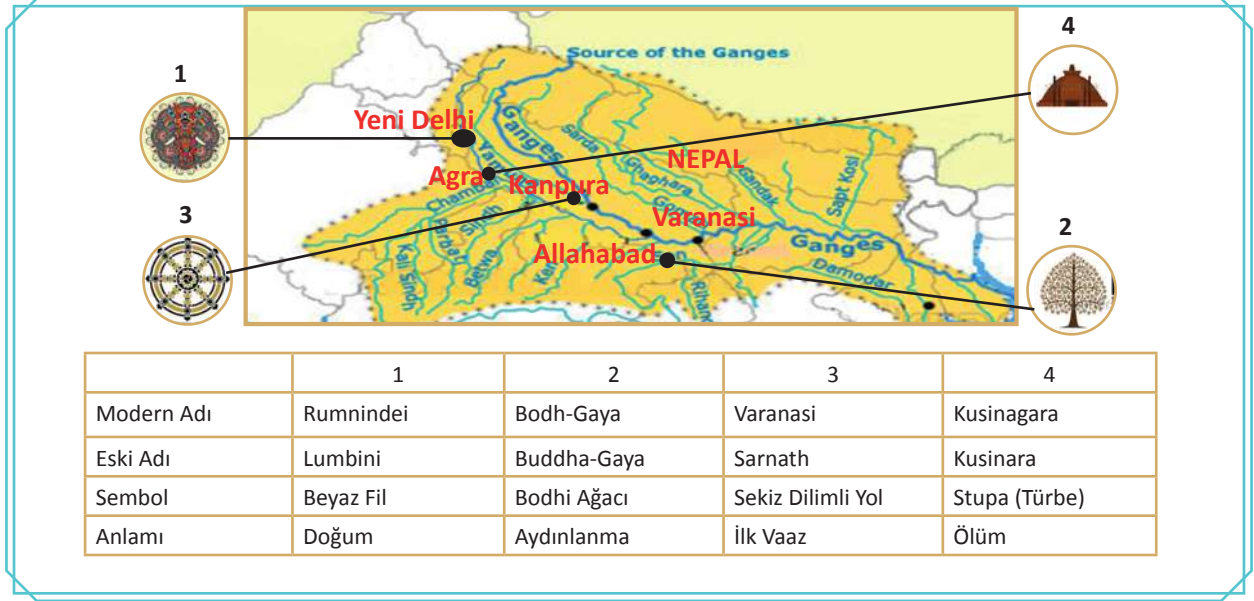 4
1
3
2
Source of the Ganges
Yeni Delhi
Ganges
Sarda
NEPAL
Agra
Ghaghara
Gandak
Sapt Kosi
Kanpura
Chambal
Varanasi
Sindh
Betwa
Kali Sindh
Allahabad
Ganges
Damodar
1 2 3 4
Modern Adı Rumnindei Bodh-Gaya Varanasi Kusinagara
Eski Adı Lumbini Buddha-Gaya Sarnath Kusinara
Sembol Beyaz Fil Bodhi Ağacı Sekiz Dilimli Yol Stupa (Türbe)
Anlamı Doğum Aydınlanma İlk Vaaz Ölüm